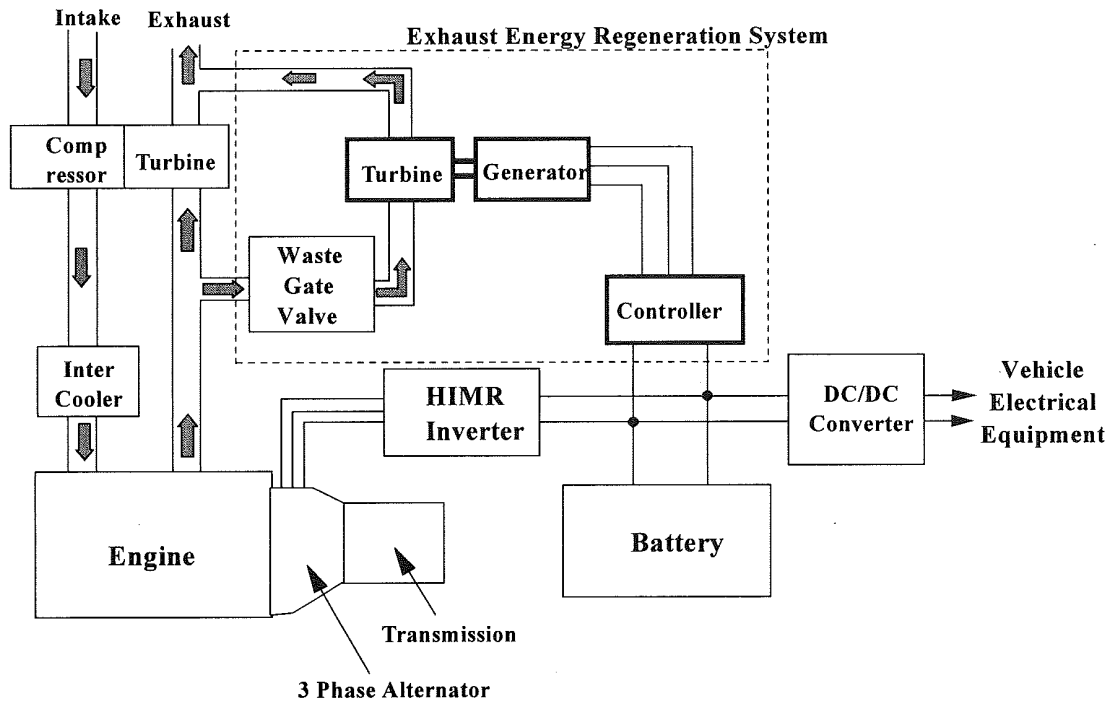 Intake
Exhaust
Exhaust Energy Regeneration System
Comp
ressor
Turbine
Turbine
Generator
Waste
Gate
Valve
Controller
Inter
Cooler
HIMR
Inverter
DC/DC
Converter
Vehicle
Electrical
Equipment
Engine
Battery
Transmission
3 Phase Alternator